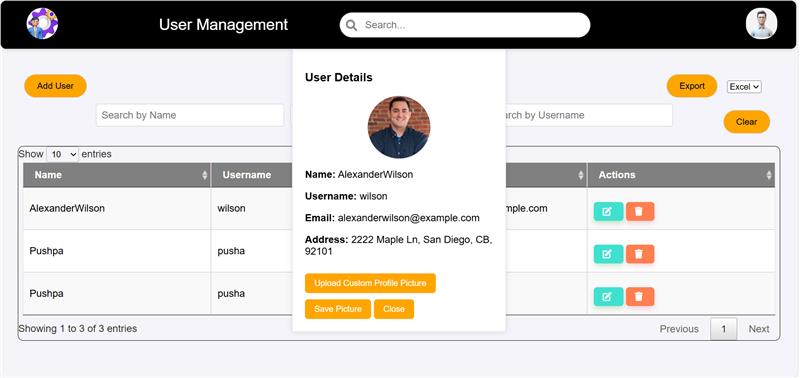 User Management
Search...
User Details
Add User
Export
Excel
Search by Name
ch by Username
Clear
Show 10 entries
Name
Username
Actions
AlexanderWilson
wilson
mple.com
Pushpa
pusha
Pushpa
pusha
Name: AlexanderWilson
Username: wilson
Email: alexanderwilson@example.com
Address: 2222 Maple Ln, San Diego, CB,
92101
Upload Custom Profile Picture
Save Picture
Close
Showing 1 to 3 of 3 entries
Previous
1
Next